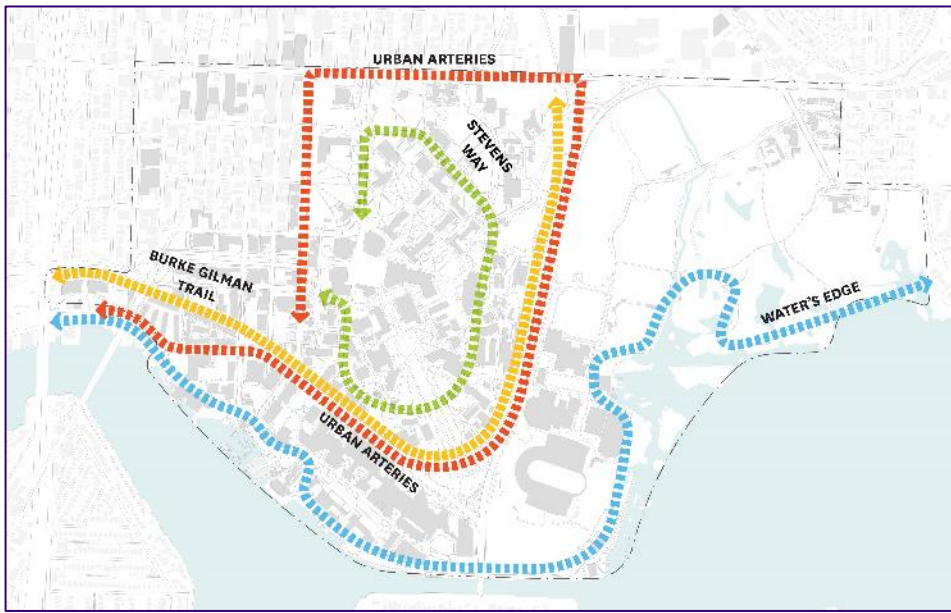 URBAN ARTERIES
STEVENS
WAY
BURKE GILMAN
TRAIL
WATER'S EDGE
URBAN ARTERIES